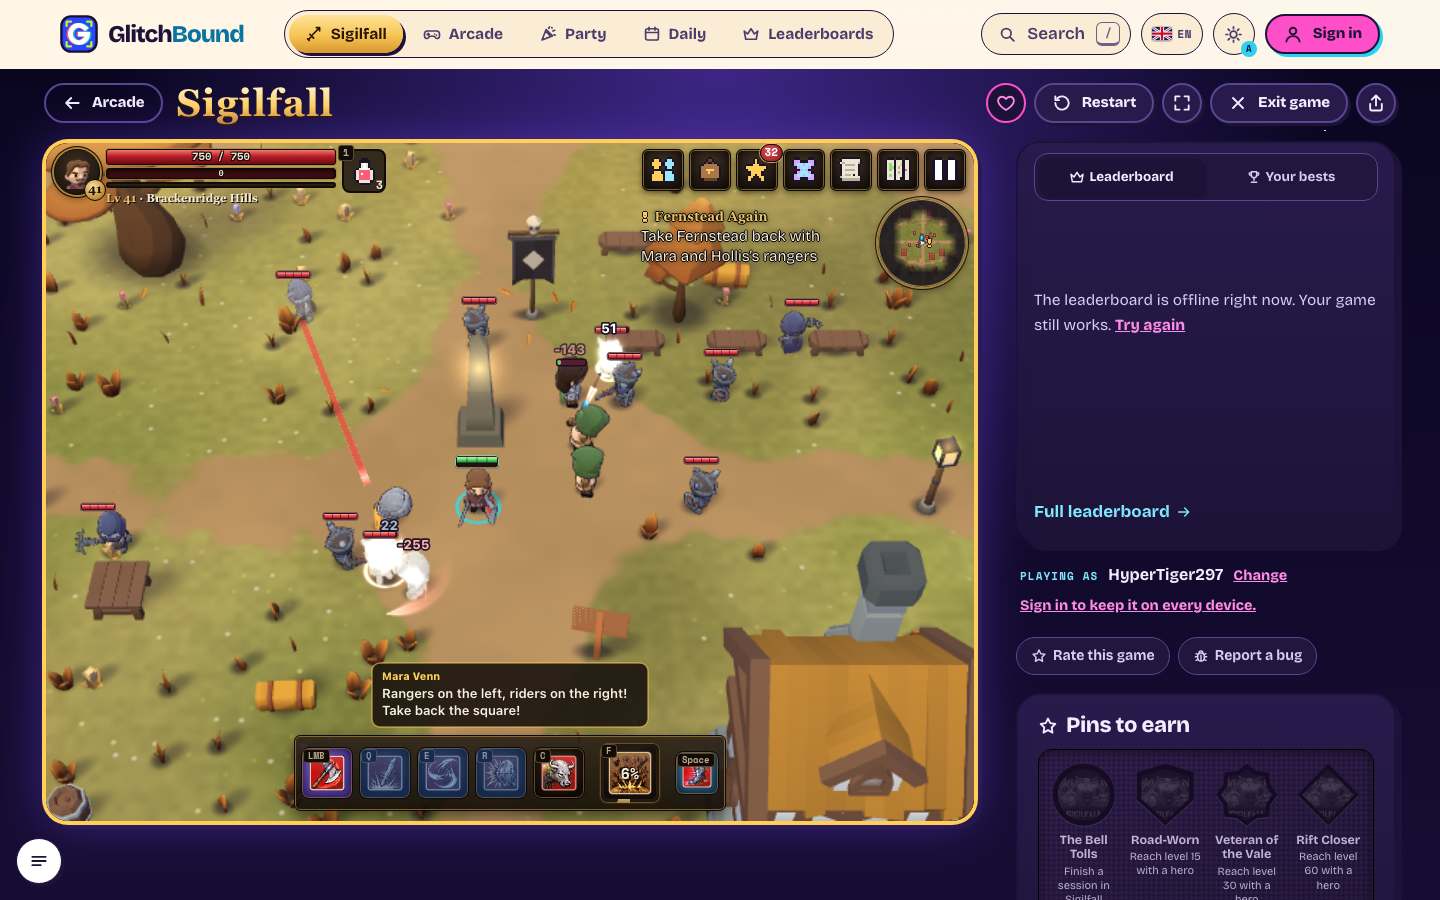 GlitchBound
Sigilfall
Arcade
Party
Daily
Leaderboards
Search /
EN
A
Sign in
Arcade
Sigilfall
Restart
Exit game
750 / 750
0
41
Lv 41 · Brackenridge Hills
1
3
32
! Fernstead Again
Take Fernstead back with
Mara and Hollis's rangers
51
-143
22
-255
Mara Venn
Rangers on the left, riders on the right!
Take back the square!
LMB
Q
E
R
C
F
6%
Space
Leaderboard
Your bests
The leaderboard is offline right now. Your game
still works. Try again
Full leaderboard →
PLAYING AS HyperTiger297 Change
Sign in to keep it on every device.
Rate this game
Report a bug
Pins to earn
The Bell
Tolls
Finish a
session in
Sigilfall
Road-Worn
Reach level 15
with a hero
Veteran of
the Vale
Reach level
30 with a
hero
Rift Closer
Reach level
60 with a
hero